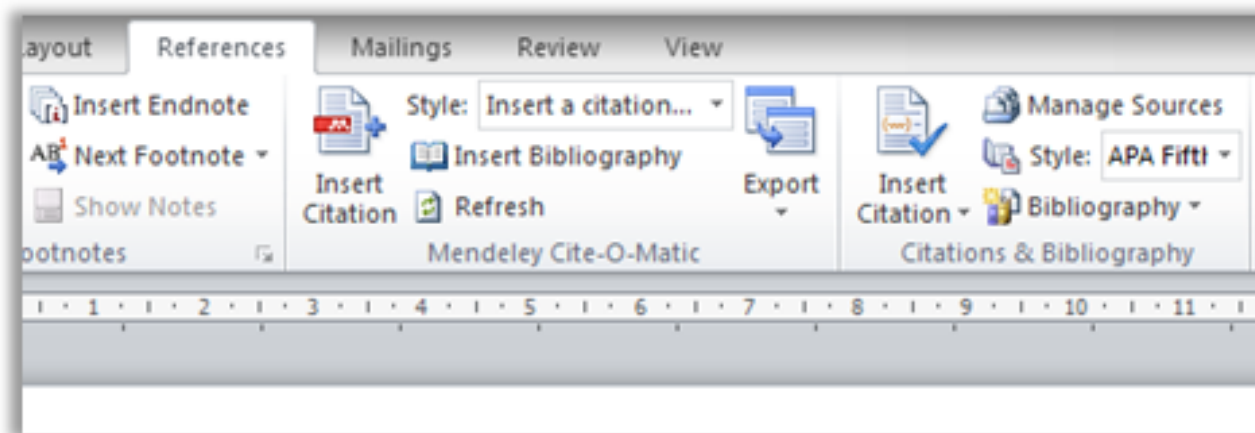 ayout References Mailings Review View
Insert Endnote Style: Insert a citation... Manage Sources
AB¹ Next Footnote Insert Bibliography Style: APA Fifth
Insert Citation Export Insert Citation
Show Notes Refresh Bibliography
ootnotes Mendeley Cite-O-Matic Citations & Bibliography
1 2 3 4 5 6 7 8 9 10 11